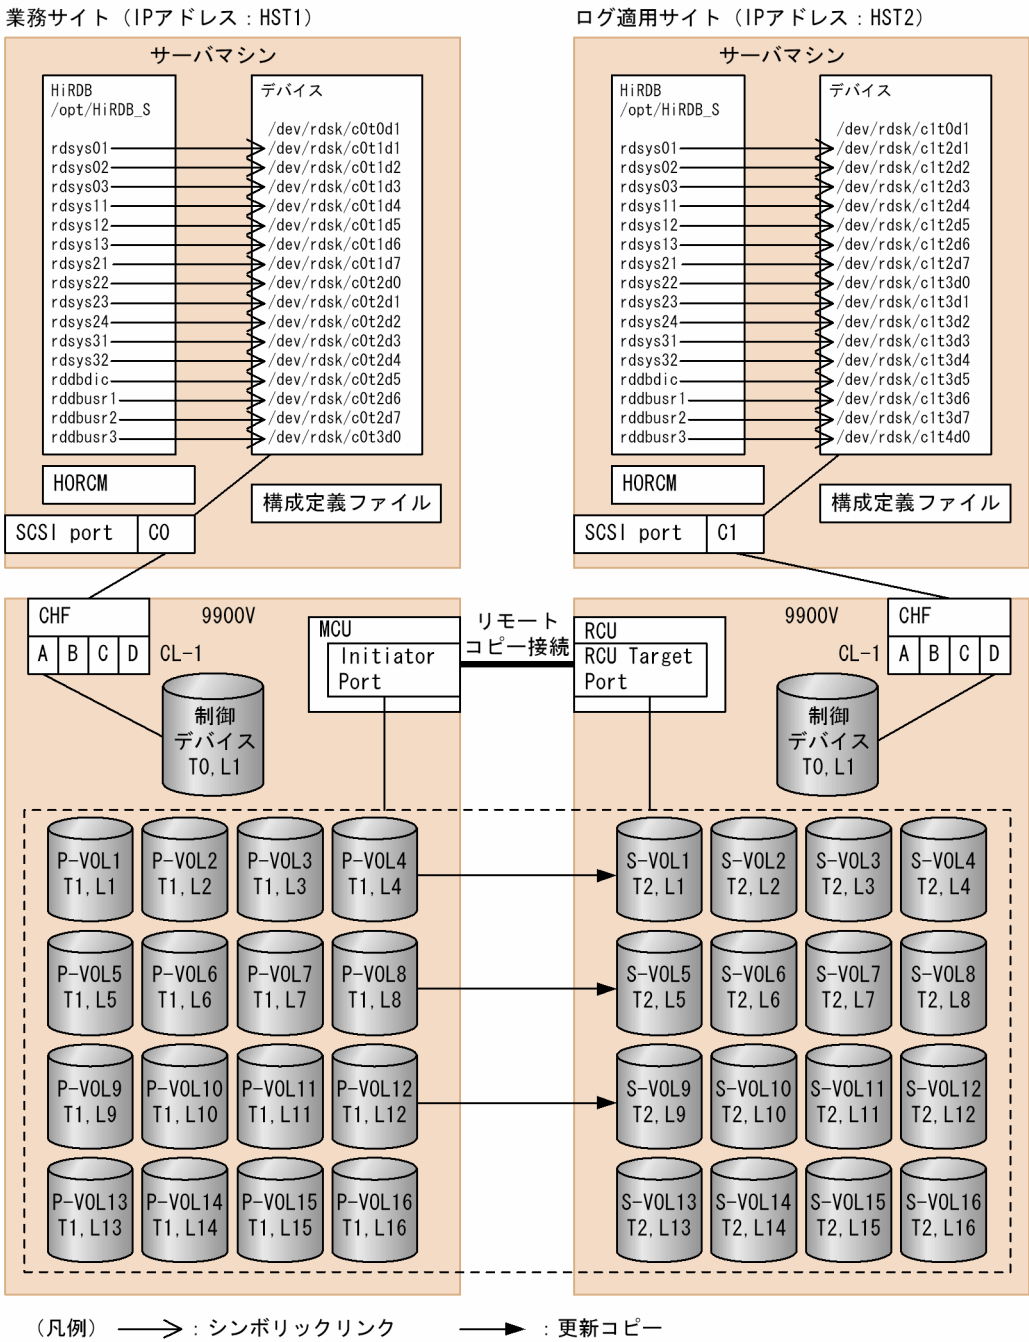 業務サイト（IPアドレス：HST1）
サーバマシン
HiRDB
/opt/HiRDB_S
rdsys01
rdsys02
rdsys03
rdsys11
rdsys12
rdsys13
rdsys21
rdsys22
rdsys23
rdsys24
rdsys31
rdsys32
rddbdic
rddbusr1
rddbusr2
rddbusr3
デバイス
/dev/rdsk/c0t0d1
/dev/rdsk/c0t1d1
/dev/rdsk/c0t1d2
/dev/rdsk/c0t1d3
/dev/rdsk/c0t1d4
/dev/rdsk/c0t1d5
/dev/rdsk/c0t1d6
/dev/rdsk/c0t1d7
/dev/rdsk/c0t2d0
/dev/rdsk/c0t2d1
/dev/rdsk/c0t2d2
/dev/rdsk/c0t2d3
/dev/rdsk/c0t2d4
/dev/rdsk/c0t2d5
/dev/rdsk/c0t2d6
/dev/rdsk/c0t2d7
/dev/rdsk/c0t3d0
HORCM
構成定義ファイル
SCSI port C0
ログ適用サイト（IPアドレス：HST2）
サーバマシン
HiRDB
/opt/HiRDB_S
rdsys01
rdsys02
rdsys03
rdsys11
rdsys12
rdsys13
rdsys21
rdsys22
rdsys23
rdsys24
rdsys31
rdsys32
rddbdic
rddbusr1
rddbusr2
rddbusr3
デバイス
/dev/rdsk/c1t0d1
/dev/rdsk/c1t2d1
/dev/rdsk/c1t2d2
/dev/rdsk/c1t2d3
/dev/rdsk/c1t2d4
/dev/rdsk/c1t2d5
/dev/rdsk/c1t2d6
/dev/rdsk/c1t2d7
/dev/rdsk/c1t3d0
/dev/rdsk/c1t3d1
/dev/rdsk/c1t3d2
/dev/rdsk/c1t3d3
/dev/rdsk/c1t3d4
/dev/rdsk/c1t3d5
/dev/rdsk/c1t3d6
/dev/rdsk/c1t3d7
/dev/rdsk/c1t4d0
HORCM
構成定義ファイル
SCSI port C1
CHF
A B C D
CL-1
9900V
MCU
Initiator
Port
リモート
コピー接続
RCU
RCU Target
Port
9900V
CHF
CL-1
A B C D
制御
デバイス
T0, L1
制御
デバイス
T0, L1
P-VOL1 P-VOL2 P-VOL3 P-VOL4
T1, L1 T1, L2 T1, L3 T1, L4
P-VOL5 P-VOL6 P-VOL7 P-VOL8
T1, L5 T1, L6 T1, L7 T1, L8
P-VOL9 P-VOL10 P-VOL11 P-VOL12
T1, L9 T1, L10 T1, L11 T1, L12
P-VOL13 P-VOL14 P-VOL15 P-VOL16
T1, L13 T1, L14 T1, L15 T1, L16
S-VOL1 S-VOL2 S-VOL3 S-VOL4
T2, L1 T2, L2 T2, L3 T2, L4
S-VOL5 S-VOL6 S-VOL7 S-VOL8
T2, L5 T2, L6 T2, L7 T2, L8
S-VOL9 S-VOL10 S-VOL11 S-VOL12
T2, L9 T2, L10 T2, L11 T2, L12
S-VOL13 S-VOL14 S-VOL15 S-VOL16
T2, L13 T2, L14 T2, L15 T2, L16
（凡例） ：シンボリックリンク ：更新コピー